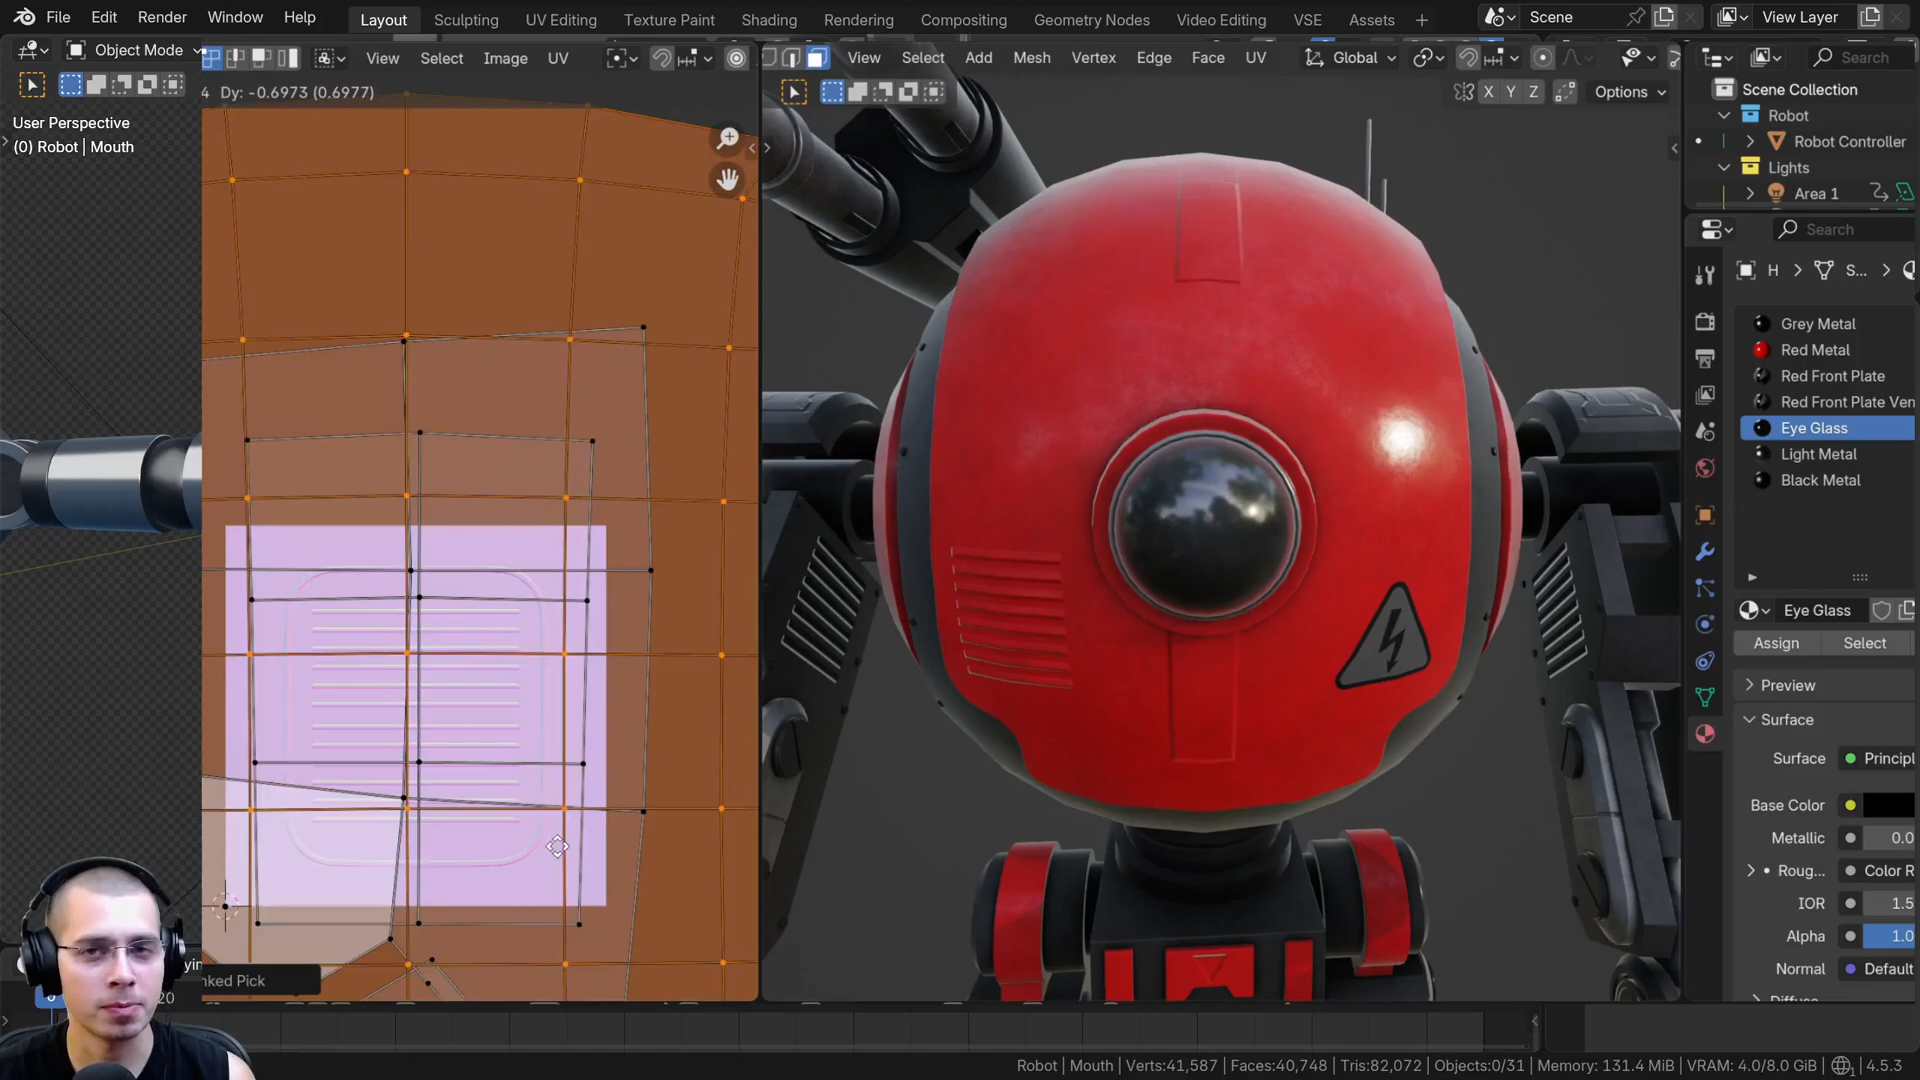 File Edit Render Window Help Layout Sculpting UV Editing Texture Paint Shading Rendering Compositing Geometry Nodes Video Editing VSE Assets + Scene View Layer
Object Mode View Select Image UV View Select Add Mesh Vertex Edge Face UV Global Search
4 Dy: -0.6973 (0.6977) X Y Z Options
User Perspective
(0) Robot | Mouth
Scene Collection
Robot
Robot Controller
Lights
Area 1
Search
H > S... >
Grey Metal
Red Metal
Red Front Plate
Red Front Plate Ven
Eye Glass
Light Metal
Black Metal
Eye Glass
Assign Select
Preview
Surface
Surface Princip
Base Color
Metallic 0.0
Roug... Color R
IOR 1.5
Alpha 1.0
Normal Default
nked Pick
20
Robot | Mouth Verts:41,587 | Faces:40,748 | Tris:82,072 | Objects:0/31 | Memory: 131.4 MiB | VRAM: 4.0/8.0 GiB | 4.5.3